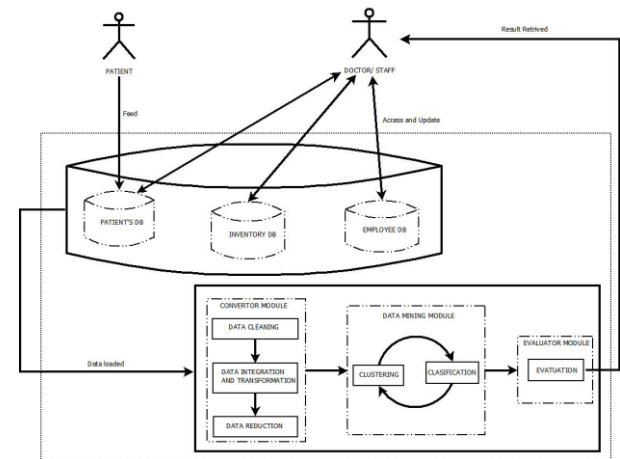 Result Retrived
PATIENT
DOCTOR/ STAFF
Feed
Access and Update
PATIENT'S DB
INVENTORY DB
EMPLOYEE DB
CONVERTOR MODULE
DATA CLEANING
DATA INTEGRATION
AND TRANSFORMATION
DATA REDUCTION
DATA MINING MODULE
CLUSTERING
CLASIFICATION
EVALUATOR MODULE
EVALUATION
Data loaded